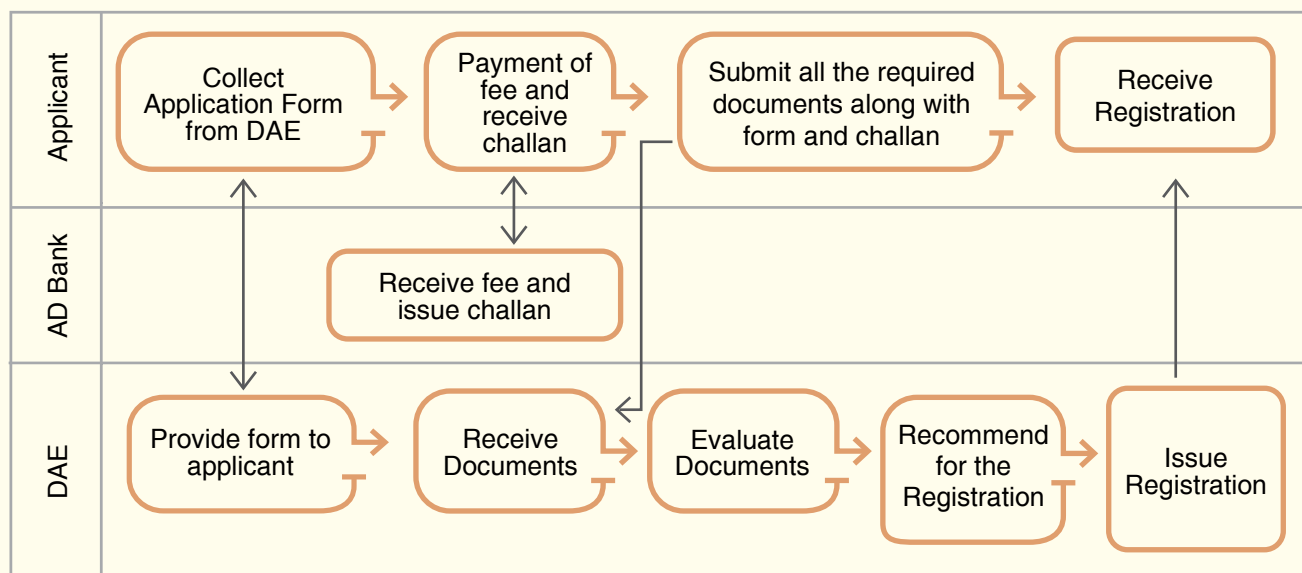 Applicant
Collect
Application Form
from DAE
Payment of
fee and
receive
challan
Submit all the required
documents along with
form and challan
Receive
Registration
AD Bank
Receive fee and
issue challan
DAE
Provide form to
applicant
Receive
Documents
Evaluate
Documents
Recommend
for the
Registration
Issue
Registration